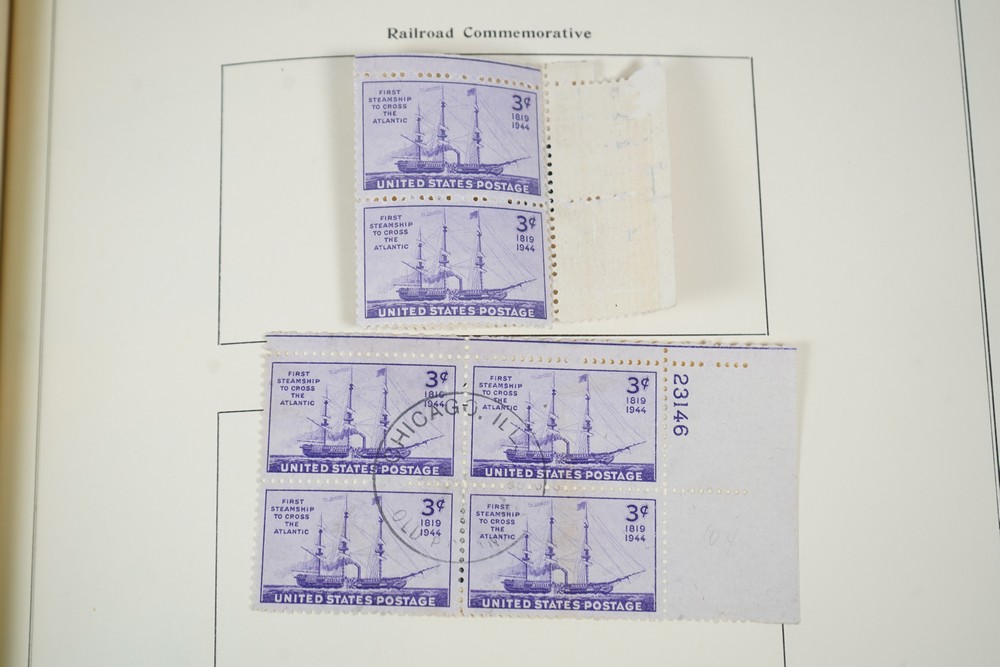 Railroad Commemorative
FIRST
STEAMSHIP
TO CROSS
THE
ATLANTIC
3¢
1819
1944
UNITED STATES POSTAGE
FIRST
STEAMSHIP
TO CROSS
THE
ATLANTIC
3¢
1819
1944
UNITED STATES POSTAGE
FIRST
STEAMSHIP
TO CROSS
THE
ATLANTIC
3¢
1819
1944
UNITED STATES POSTAGE
FIRST
STEAMSHIP
TO CROSS
THE
ATLANTIC
3¢
1819
1944
UNITED STATES POSTAGE
23146
CHICAGO, ILL.
FIRST
STEAMSHIP
TO CROSS
THE
ATLANTIC
3¢
1819
1944
UNITED STATES POSTAGE
FIRST
STEAMSHIP
TO CROSS
THE
ATLANTIC
3¢
1819
1944
UNITED STATES POSTAGE